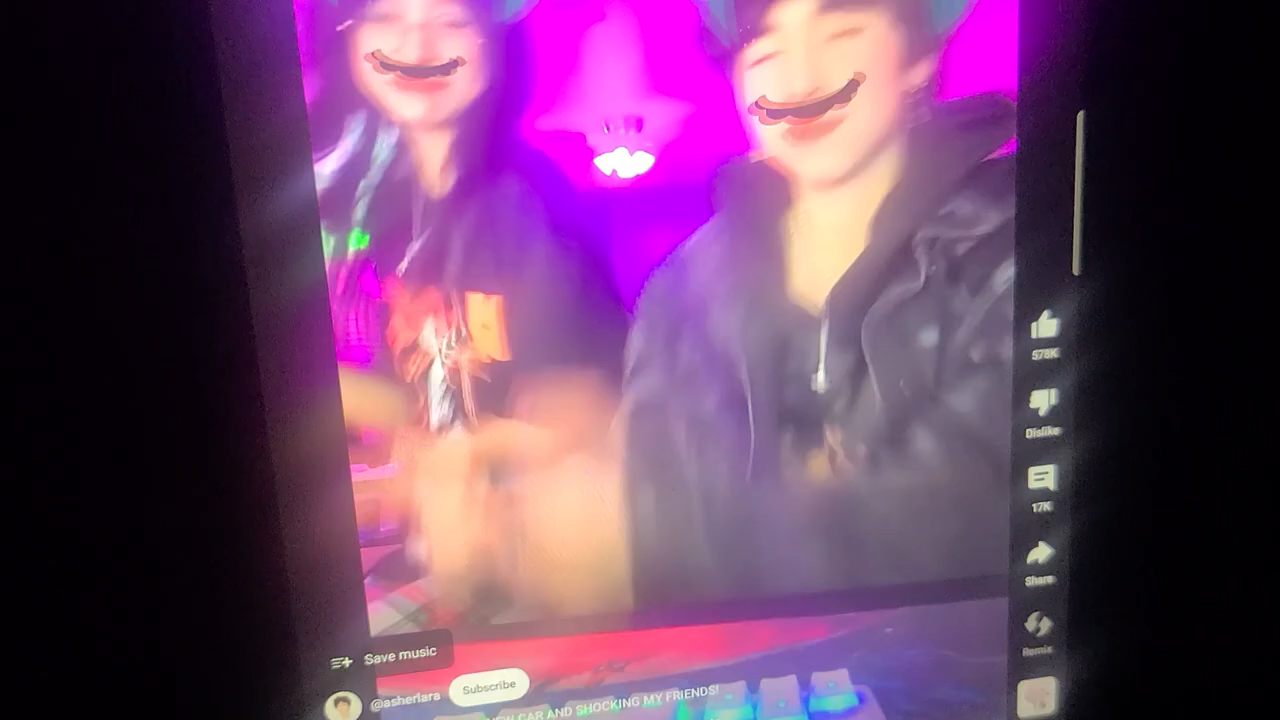 578K
Dislike
17K
Share
Remix
Save music
@asherlara
Subscribe
CAR AND SHOCKING MY FRIENDS!